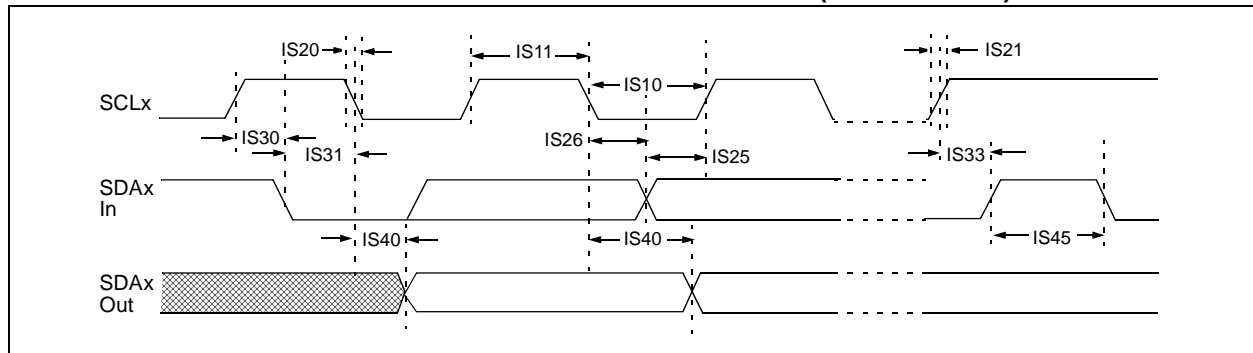 IS20
IS11
IS21
IS10
SCLx
IS30
IS26
IS31
IS25
IS33
SDAx
In
IS40
IS40
IS45
SDAx
Out